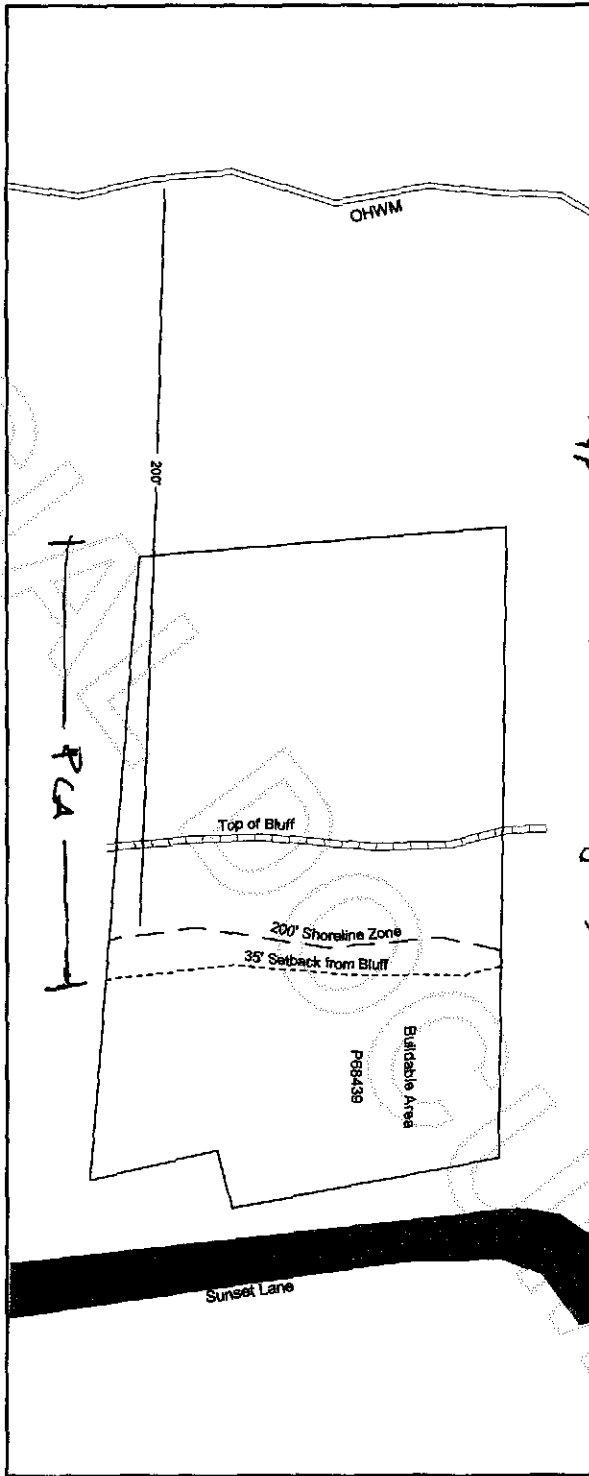 OHWM
200'
PCA
Top of Bluff
200' Shoreline Zone
35' Setback from Bluff
Buildable Area
P68439
Sunset Lane